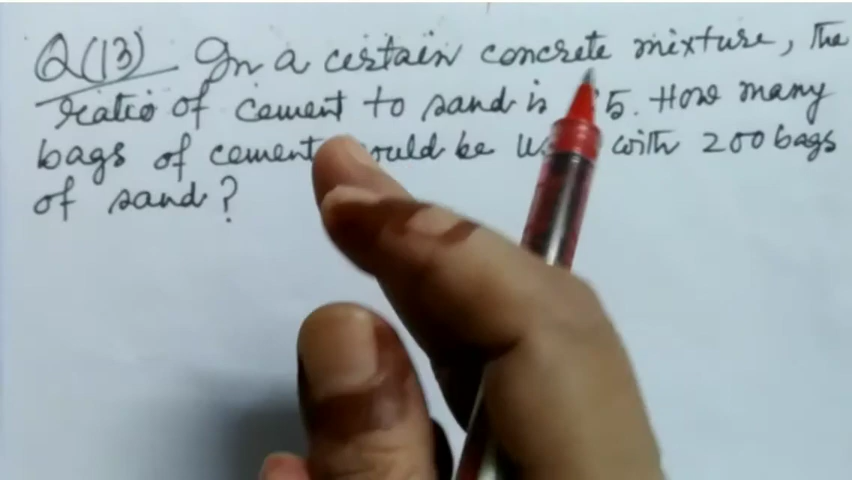 Q(13) In a certain concrete mixture, the
ratio of cement to sand is 5. How many
bags of cement be with 200 bags
of sand?